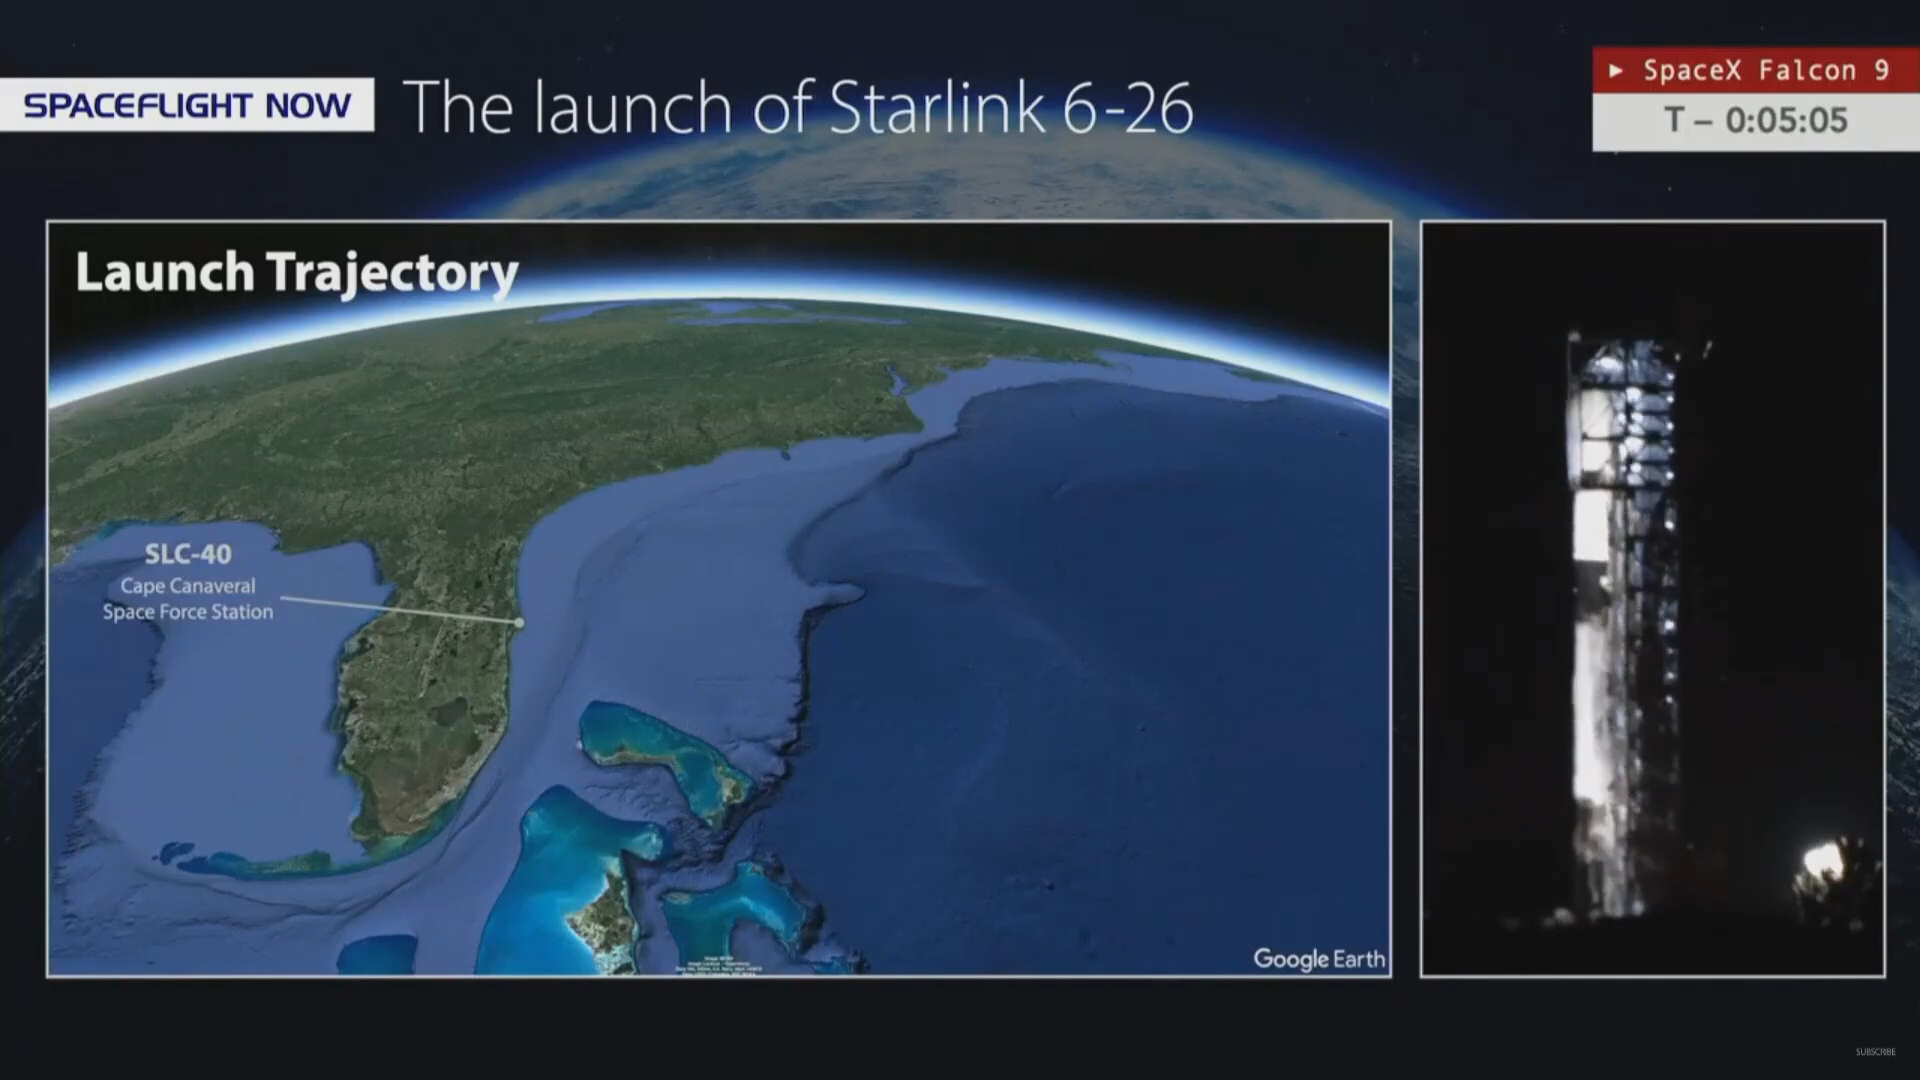 SPACEFLIGHT NOW
The launch of Starlink 6-26
SpaceX Falcon 9
T – 0:05:05
Launch Trajectory
SLC-40
Cape Canaveral
Space Force Station
Google Earth
SUBSCRIBE